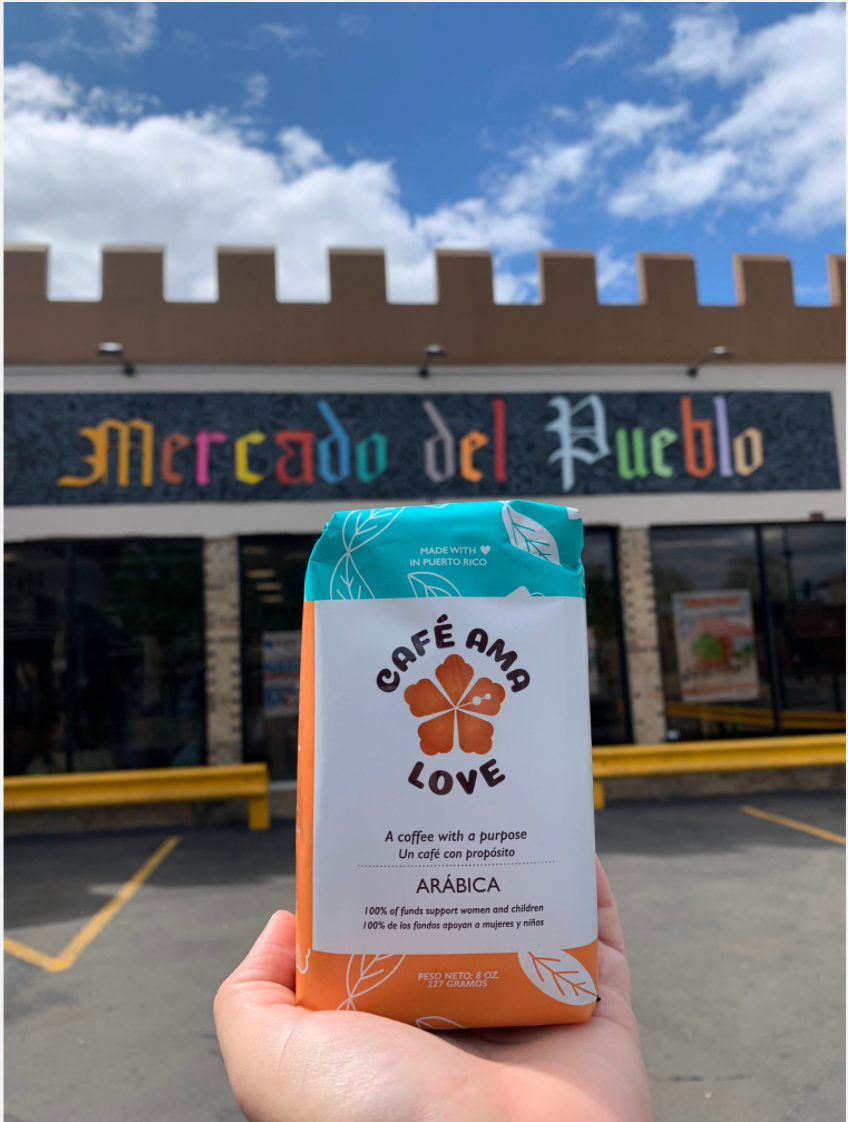 Mercado del Pueblo
MADE WITH
IN PUERTO RICO
CAFÉ AMA
LOVE
A coffee with a purpose
Un café con propósito
ARÁBICA
100% of funds support women and children
100% de los fondos apoyan a mujeres y niños
PESO NETO: 8 OZ.
227 GRAMOS